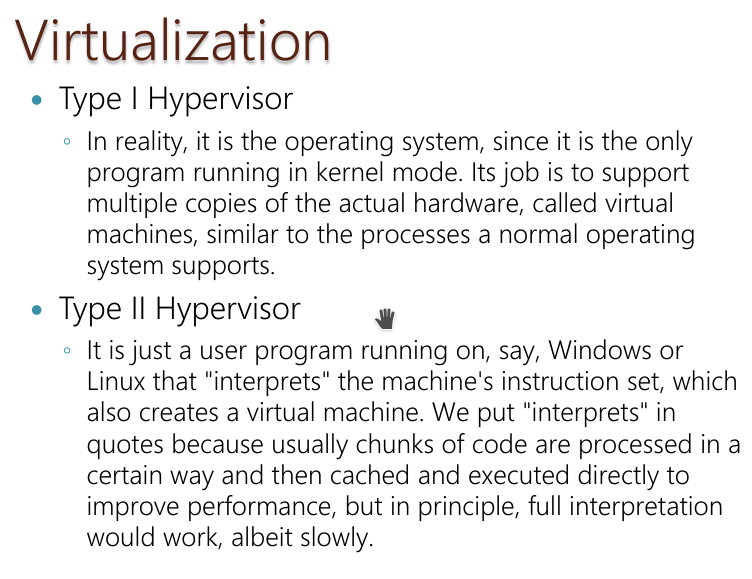 Virtualization
• Type I Hypervisor
◦ In reality, it is the operating system, since it is the only
program running in kernel mode. Its job is to support
multiple copies of the actual hardware, called virtual
machines, similar to the processes a normal operating
system supports.
• Type II Hypervisor
◦ It is just a user program running on, say, Windows or
Linux that "interprets" the machine's instruction set, which
also creates a virtual machine. We put "interprets" in
quotes because usually chunks of code are processed in a
certain way and then cached and executed directly to
improve performance, but in principle, full interpretation
would work, albeit slowly.